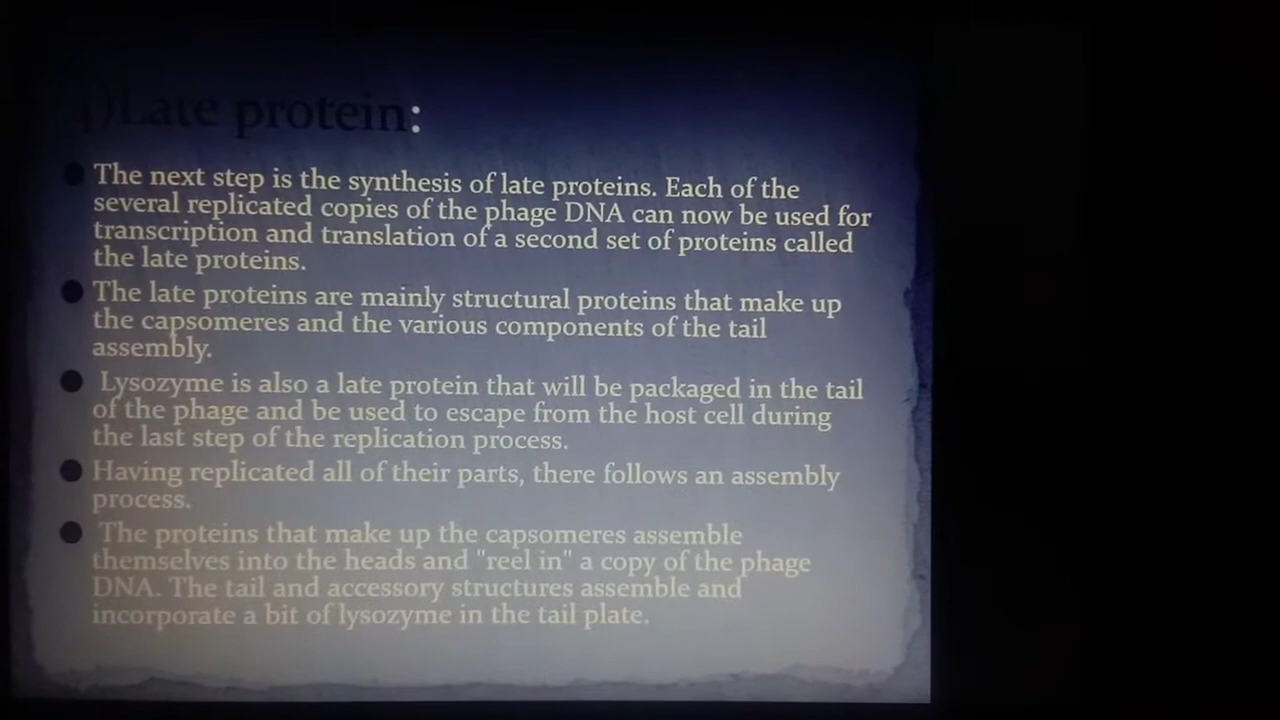 4)Late protein:
The next step is the synthesis of late proteins. Each of the
several replicated copies of the phage DNA can now be used for
transcription and translation of a second set of proteins called
the late proteins.
The late proteins are mainly structural proteins that make up
the capsomeres and the various components of the tail
assembly.
Lysozyme is also a late protein that will be packaged in the tail
of the phage and be used to escape from the host cell during
the last step of the replication process.
Having replicated all of their parts, there follows an assembly
process.
The proteins that make up the capsomeres assemble
themselves into the heads and "reel in" a copy of the phage
DNA. The tail and accessory structures assemble and
incorporate a bit of lysozyme in the tail plate.